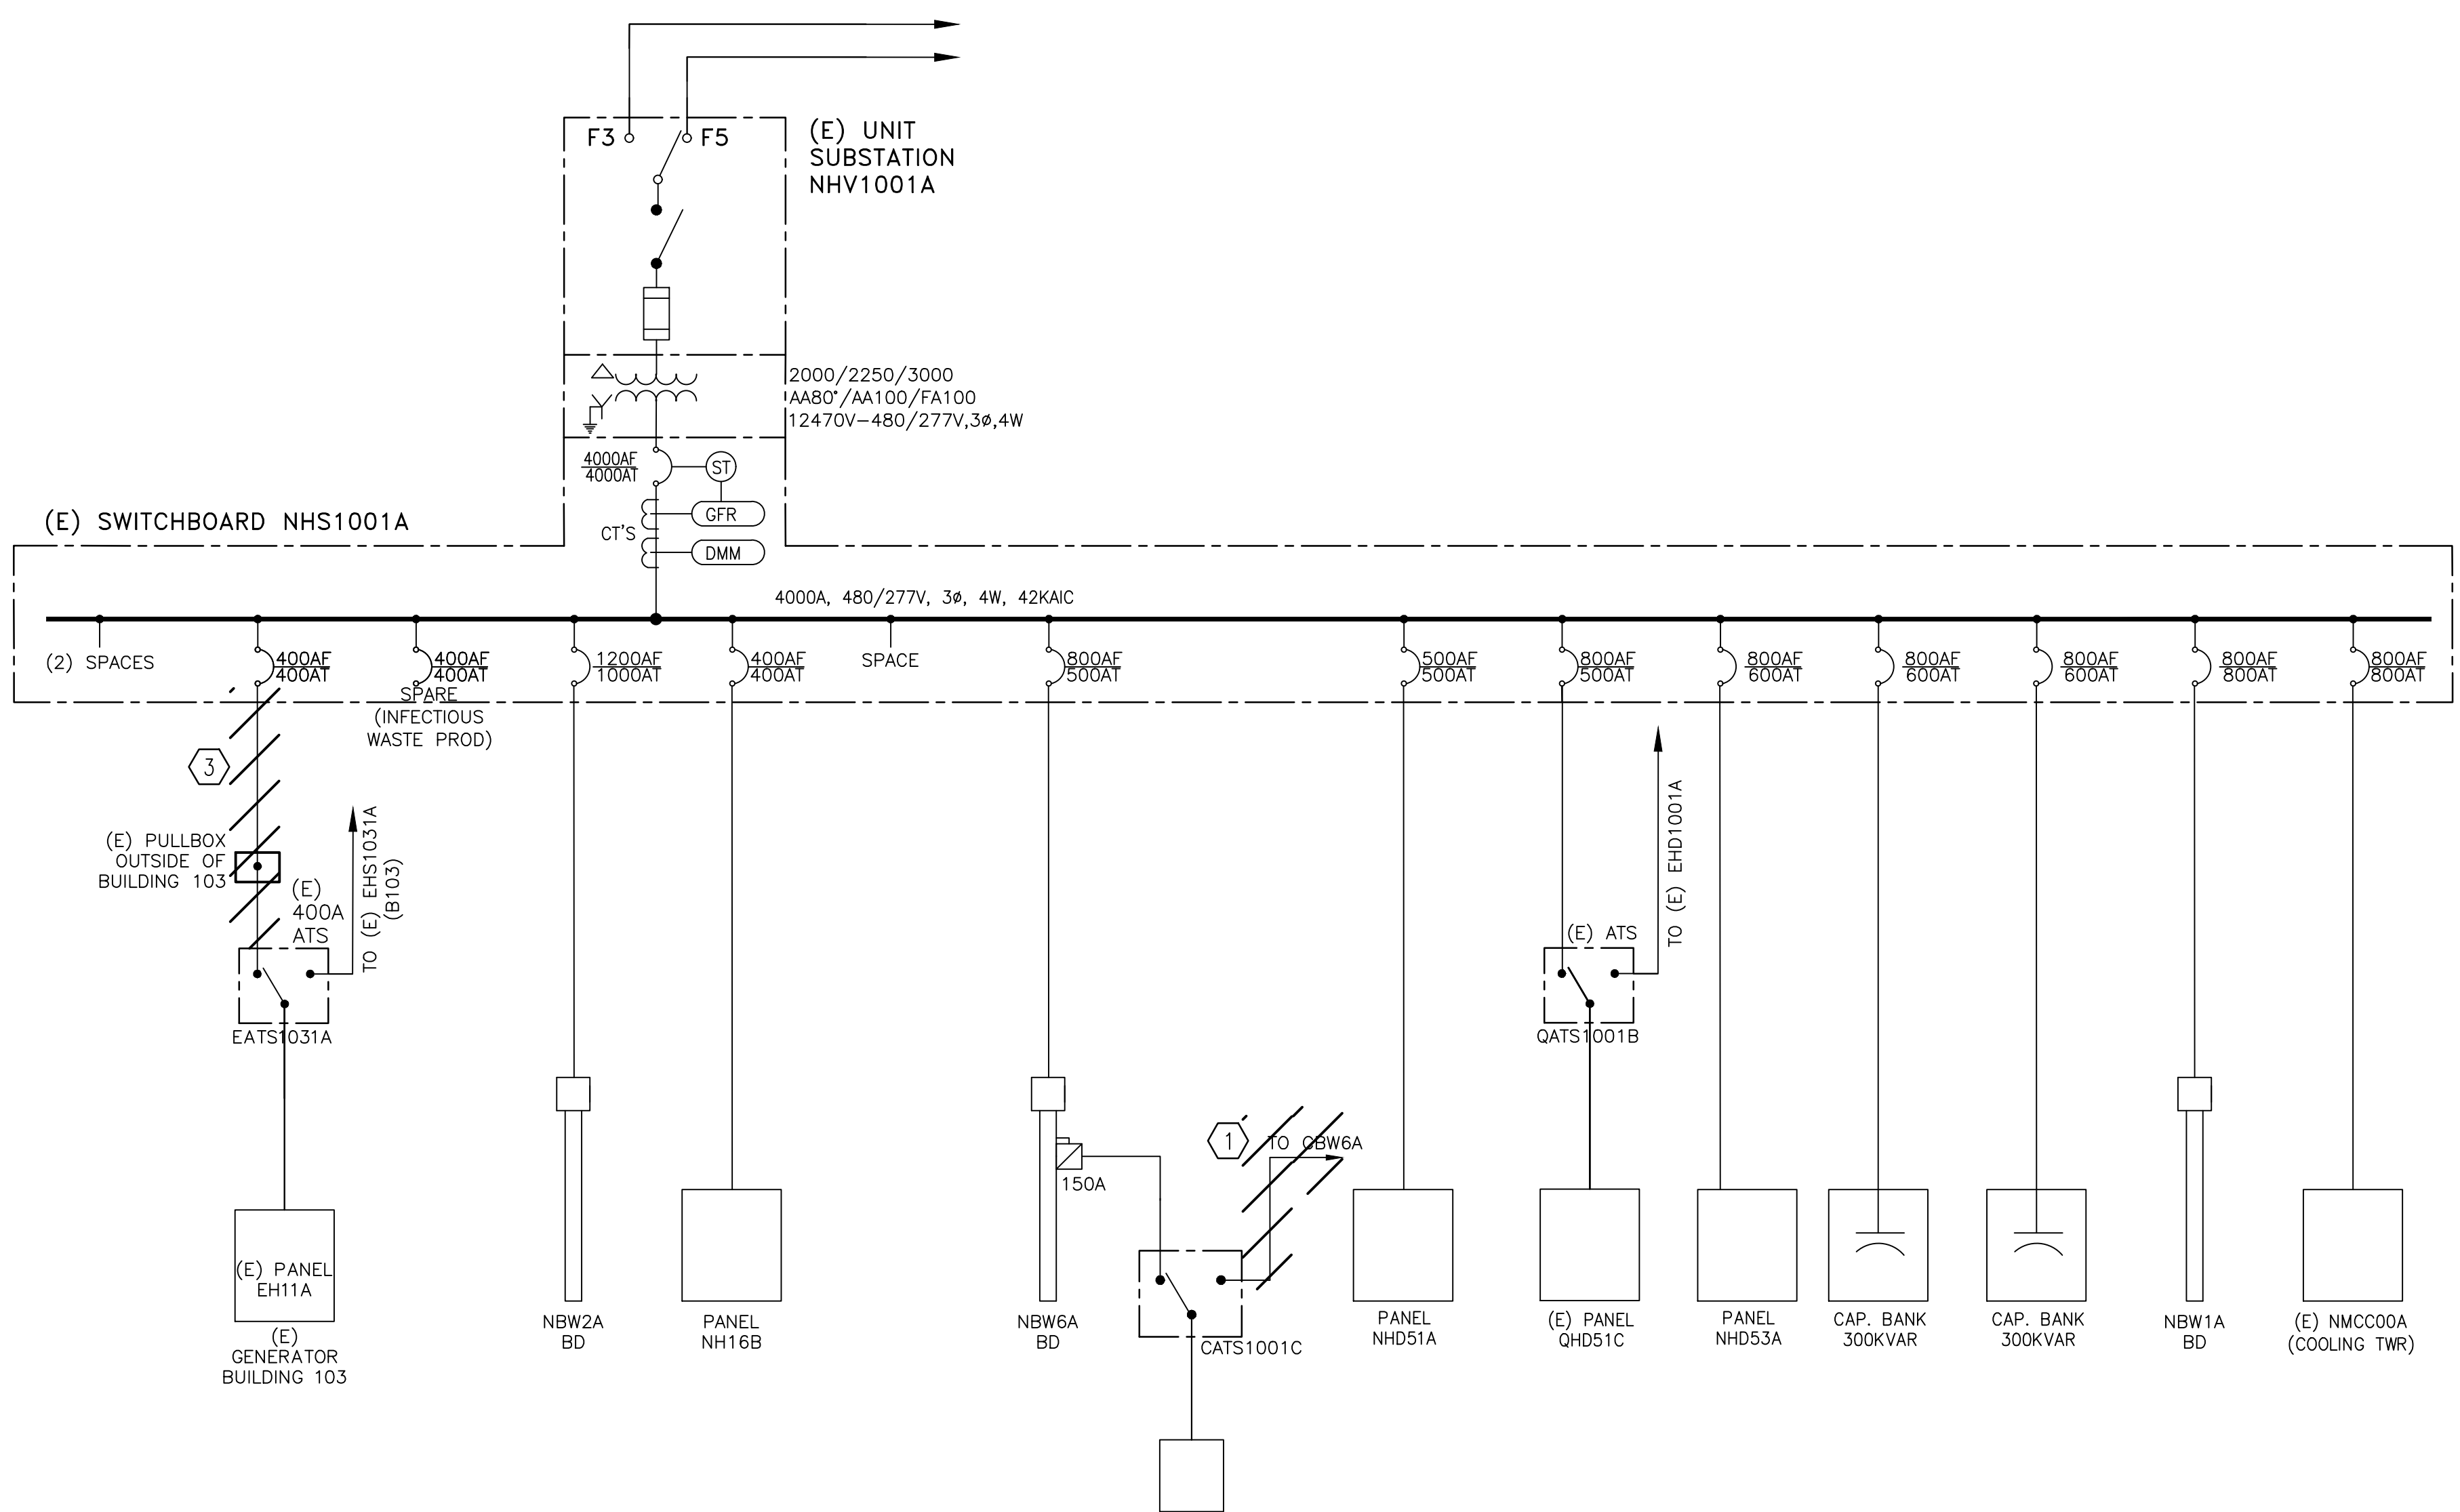 F3
F5
(E) UNIT
SUBSTATION
NHV1001A
2000/2250/3000
AA80°/AA100/FA100
12470V-480/277V,3ø,4W
4000AF
4000AT
ST
GFR
CT'S
DMM
(E) SWITCHBOARD NHS1001A
4000A, 480/277V, 3ø, 4W, 42KAIC
(2) SPACES
400AF
400AT
400AF
400AT
SPARE
(INFECTIOUS
WASTE PROD)
1200AF
1000AT
400AF
400AT
SPACE
800AF
500AT
500AF
500AT
800AF
500AT
800AF
600AT
800AF
600AT
800AF
600AT
800AF
800AT
800AF
800AT
3
(E) PULLBOX
OUTSIDE OF
BUILDING 103
(E)
400A
ATS
TO (E) EHS1031A
(B103)
EATS1031A
(E) PANEL
EH11A
(E)
GENERATOR
BUILDING 103
NBW2A
BD
PANEL
NH16B
NBW6A
BD
150A
1
TO CBW6A
CATS1001C
PANEL
NHD51A
(E) ATS
TO (E) EHD1001A
QATS1001B
(E) PANEL
QHD51C
PANEL
NHD53A
CAP. BANK
300KVAR
CAP. BANK
300KVAR
NBW1A
BD
(E) NMCC00A
(COOLING TWR)